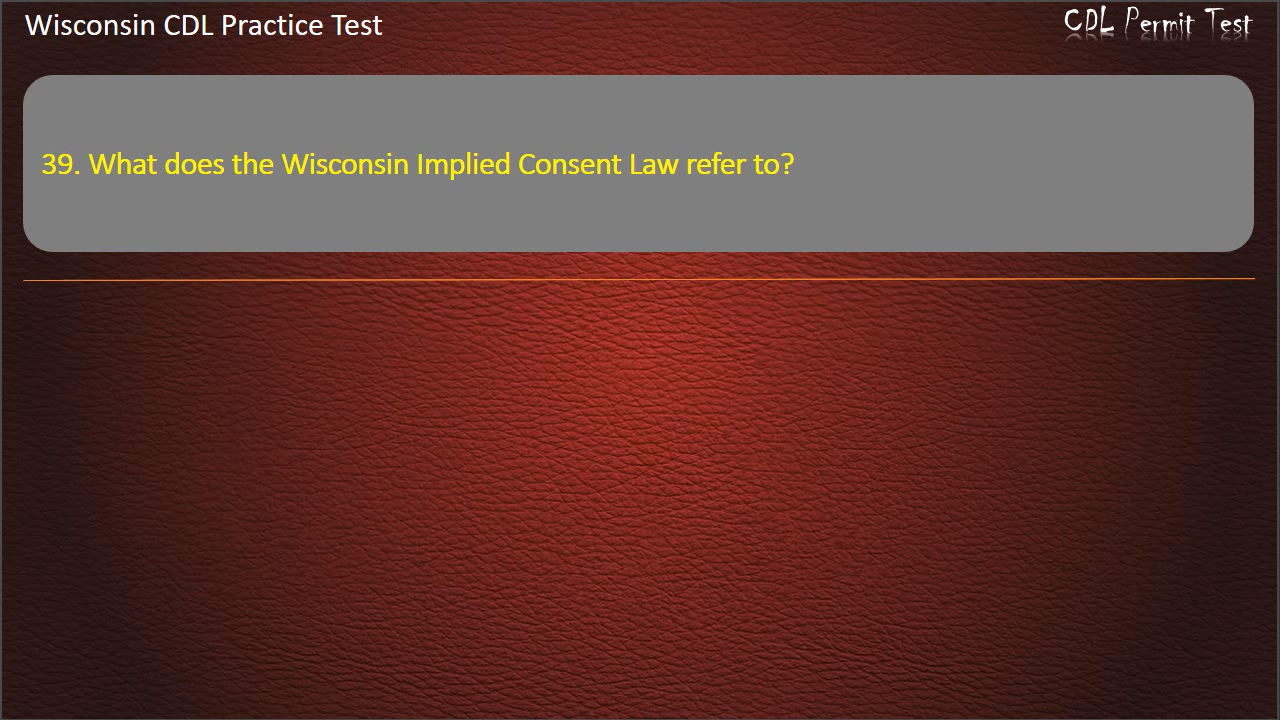 Wisconsin CDL Practice Test
CDL Permit Test
39. What does the Wisconsin Implied Consent Law refer to?